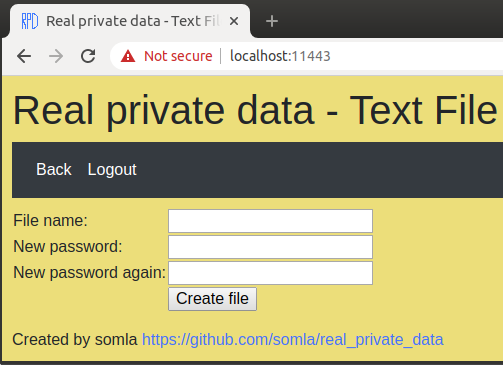 RPD Real private data - Text Fil
Not secure localhost:11443
Real private data - Text File
Back Logout
File name:
New password:
New password again:
Create file
Created by somla https://github.com/somla/real_private_data